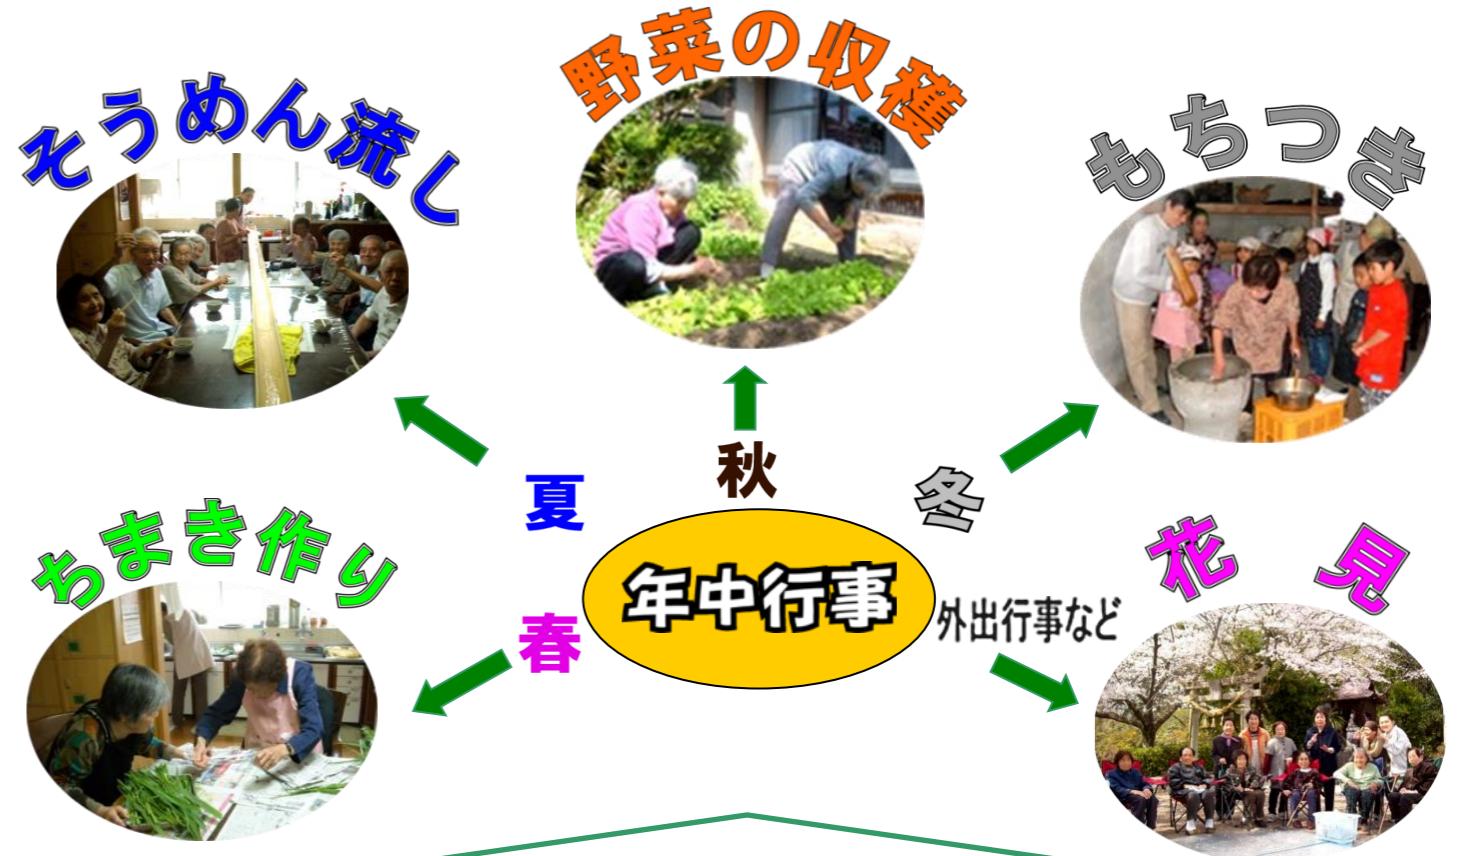 野菜の収穫
そうめん流し
もちつき
秋
夏
冬
ちまき作り
花見
年中行事
春
外出行事など